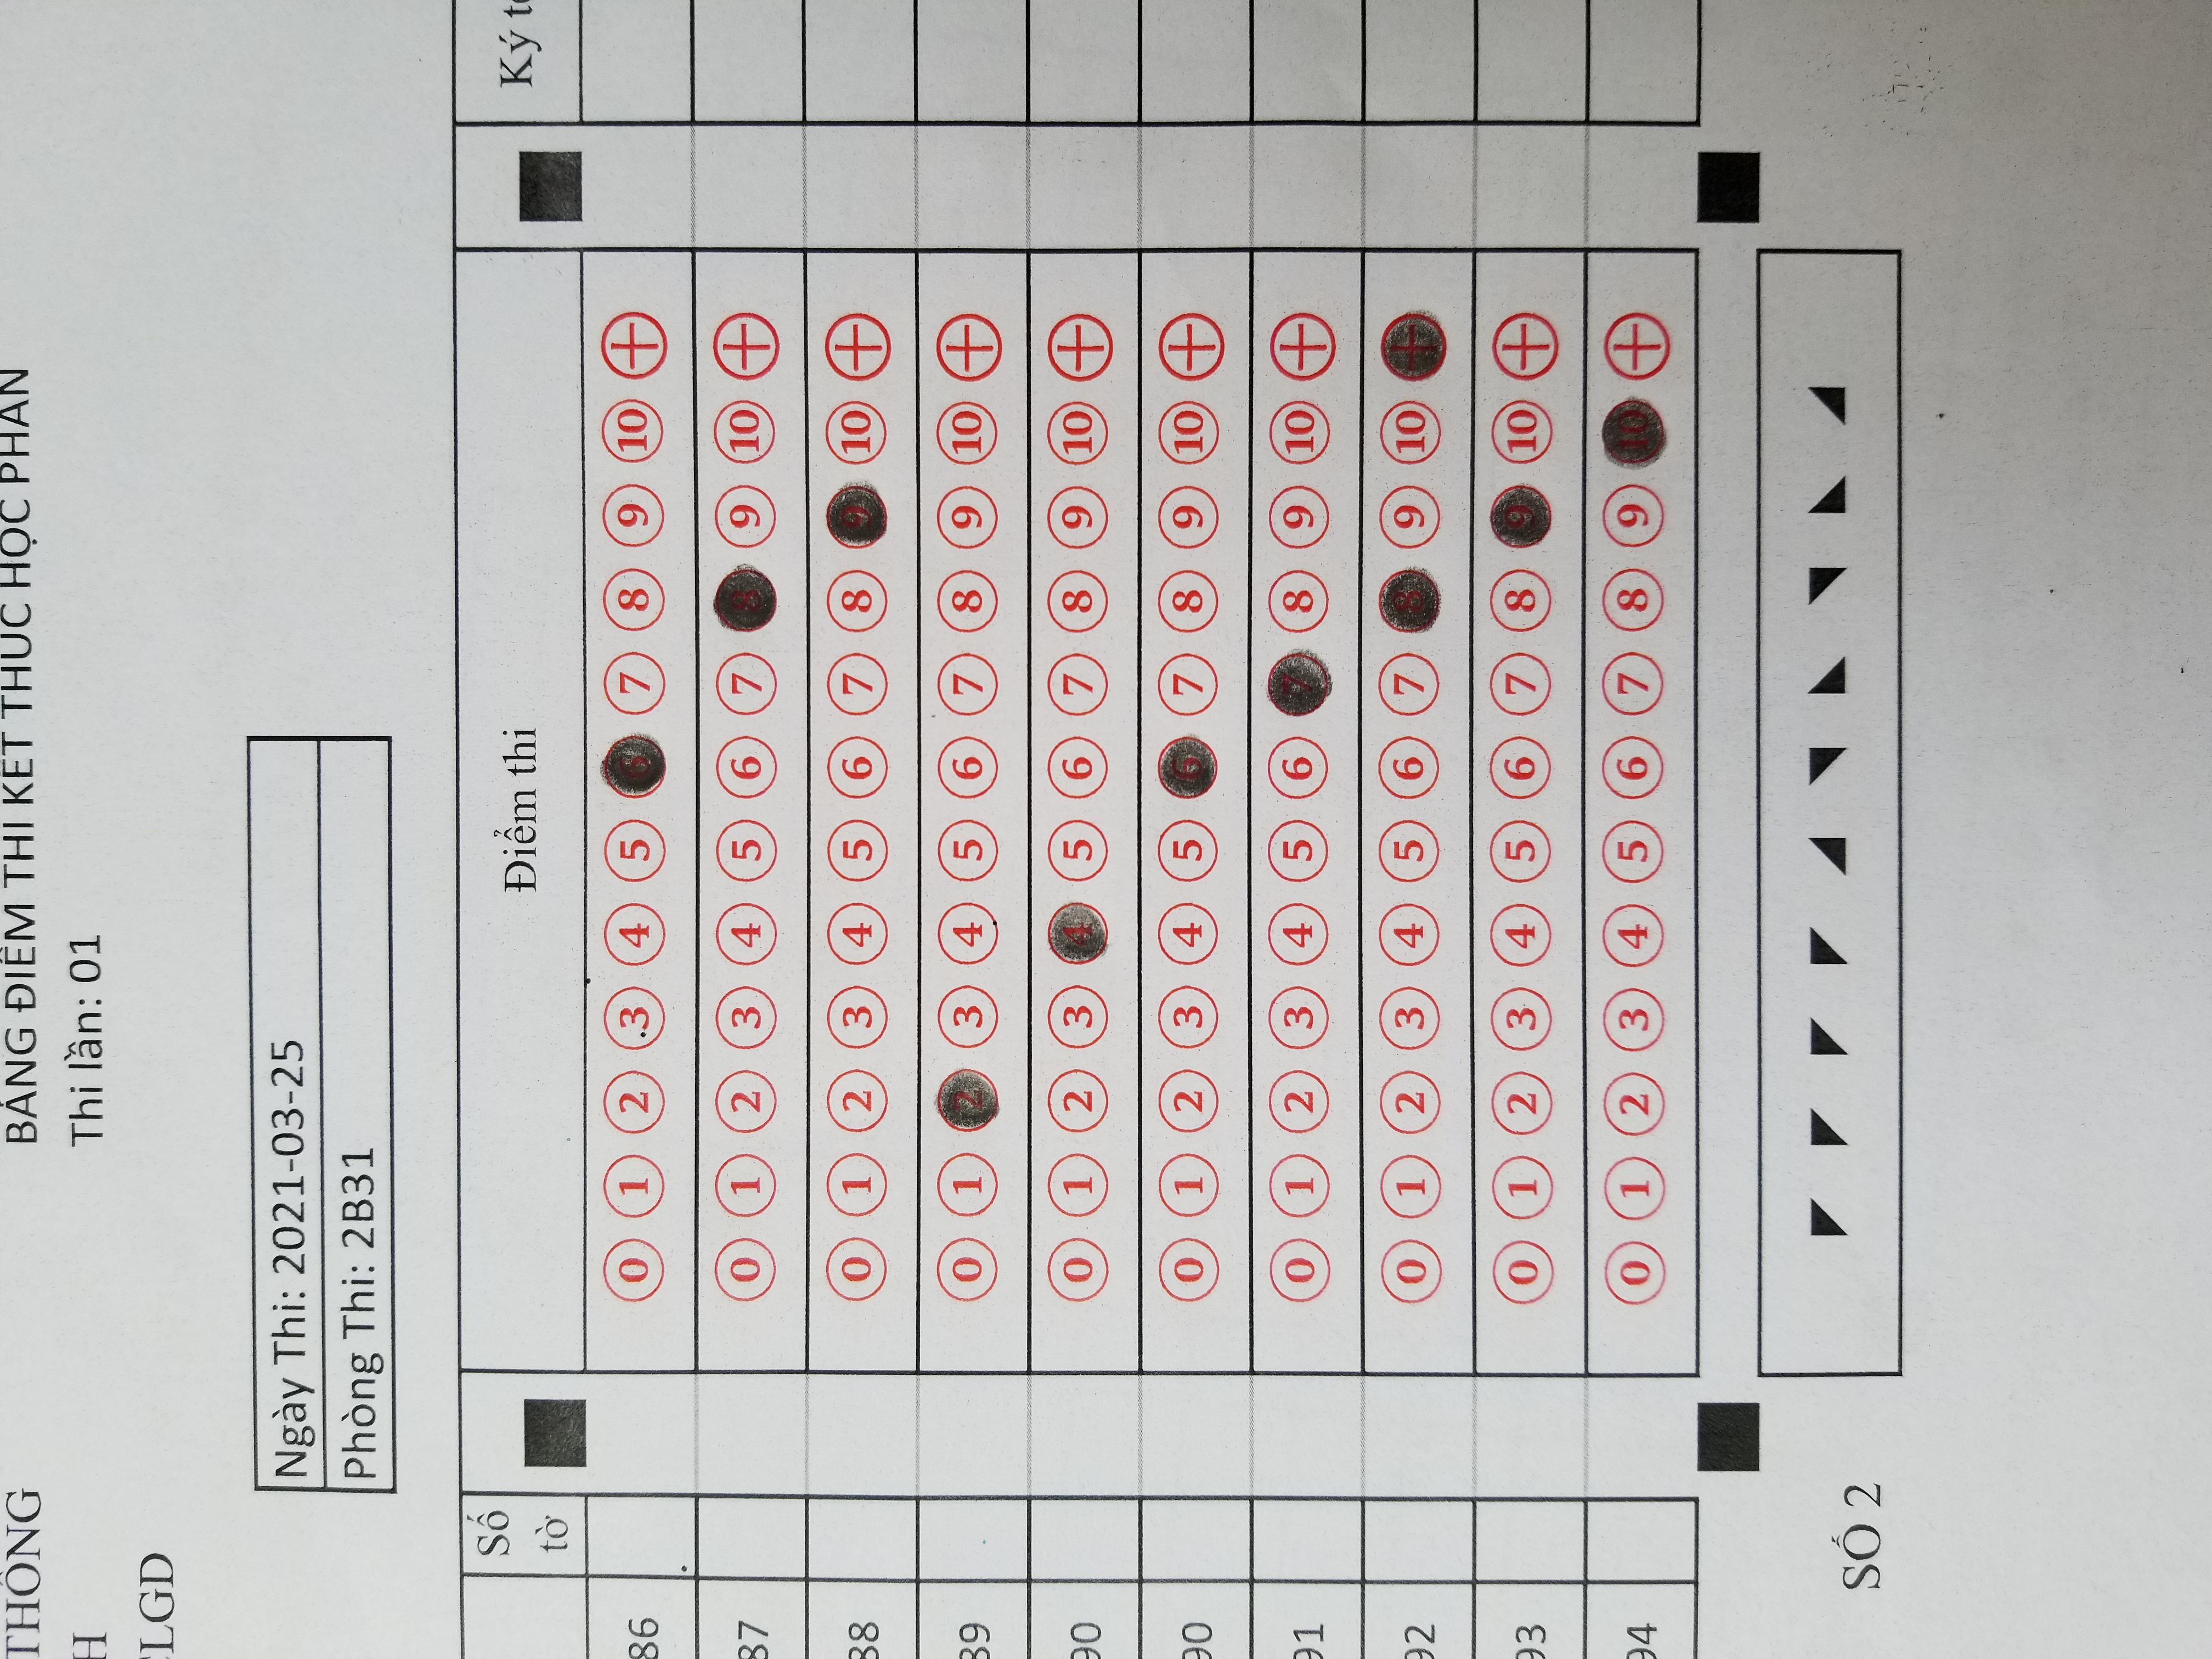 THÔNG
BẢNG ĐIỂM THI KẾT THÚC HỌC PHẦN
H
Thi lần: 01
CLGD
Ngày Thi: 2021-03-25
Phòng Thi: 2B31
Số tờ
Điểm thi
Ký
86 0 1 2 3 4 5 6 7 8 9 10 +
87 0 1 2 3 4 5 6 7 8 9 10 +
88 0 1 2 3 4 5 6 7 8 9 10 +
89 0 1 2 3 4 5 6 7 8 9 10 +
90 0 1 2 3 4 5 6 7 8 9 10 +
90 0 1 2 3 4 5 6 7 8 9 10 +
91 0 1 2 3 4 5 6 7 8 9 10 +
92 0 1 2 3 4 5 6 7 8 9 10 +
93 0 1 2 3 4 5 6 7 8 9 10 +
94 0 1 2 3 4 5 6 7 8 9 10 +
SỐ 2